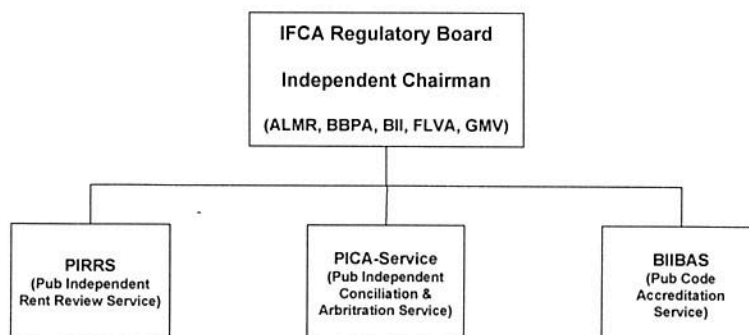 IFCA Regulatory Board
Independent Chairman
(ALMR, BBPA, BII, FLVA, GMV)
PIRRS
(Pub Independent
Rent Review Service)
PICA-Service
(Pub Independent
Conciliation &
Arbritration Service)
BIIBAS
(Pub Code
Accreditation
Service)